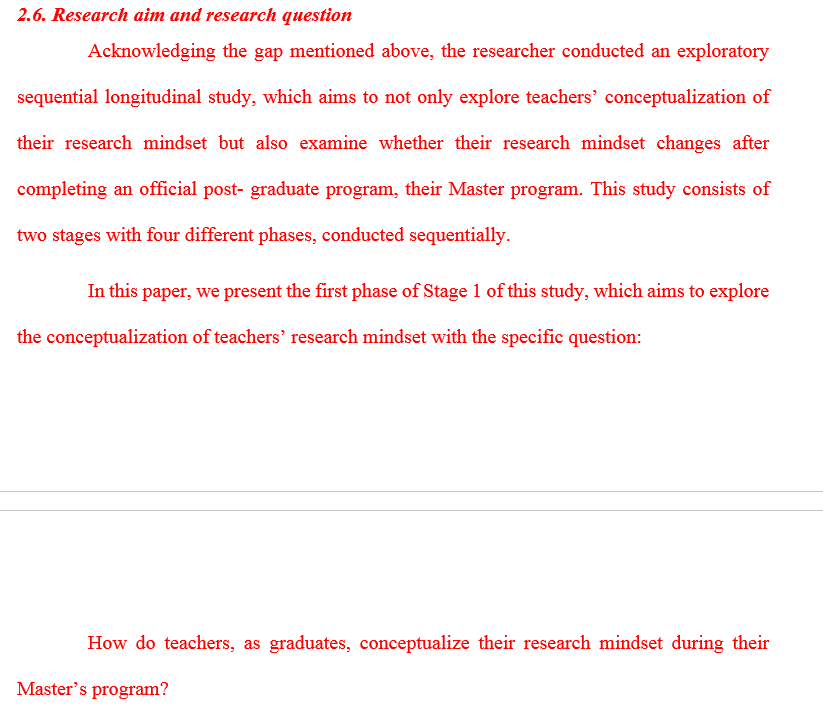 2.6. Research aim and research question
Acknowledging the gap mentioned above, the researcher conducted an exploratory
sequential longitudinal study, which aims to not only explore teachers’ conceptualization of
their research mindset but also examine whether their research mindset changes after
completing an official post- graduate program, their Master program. This study consists of
two stages with four different phases, conducted sequentially.
In this paper, we present the first phase of Stage 1 of this study, which aims to explore
the conceptualization of teachers’ research mindset with the specific question:
How do teachers, as graduates, conceptualize their research mindset during their
Master’s program?